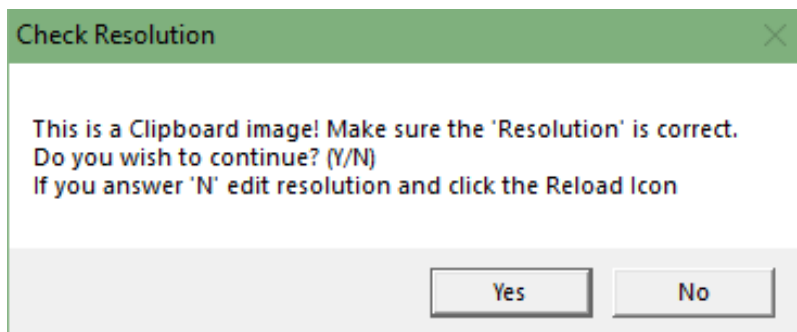 Check Resolution
This is a Clipboard image! Make sure the 'Resolution' is correct.
Do you wish to continue? (Y/N)
If you answer 'N' edit resolution and click the Reload Icon
Yes
No